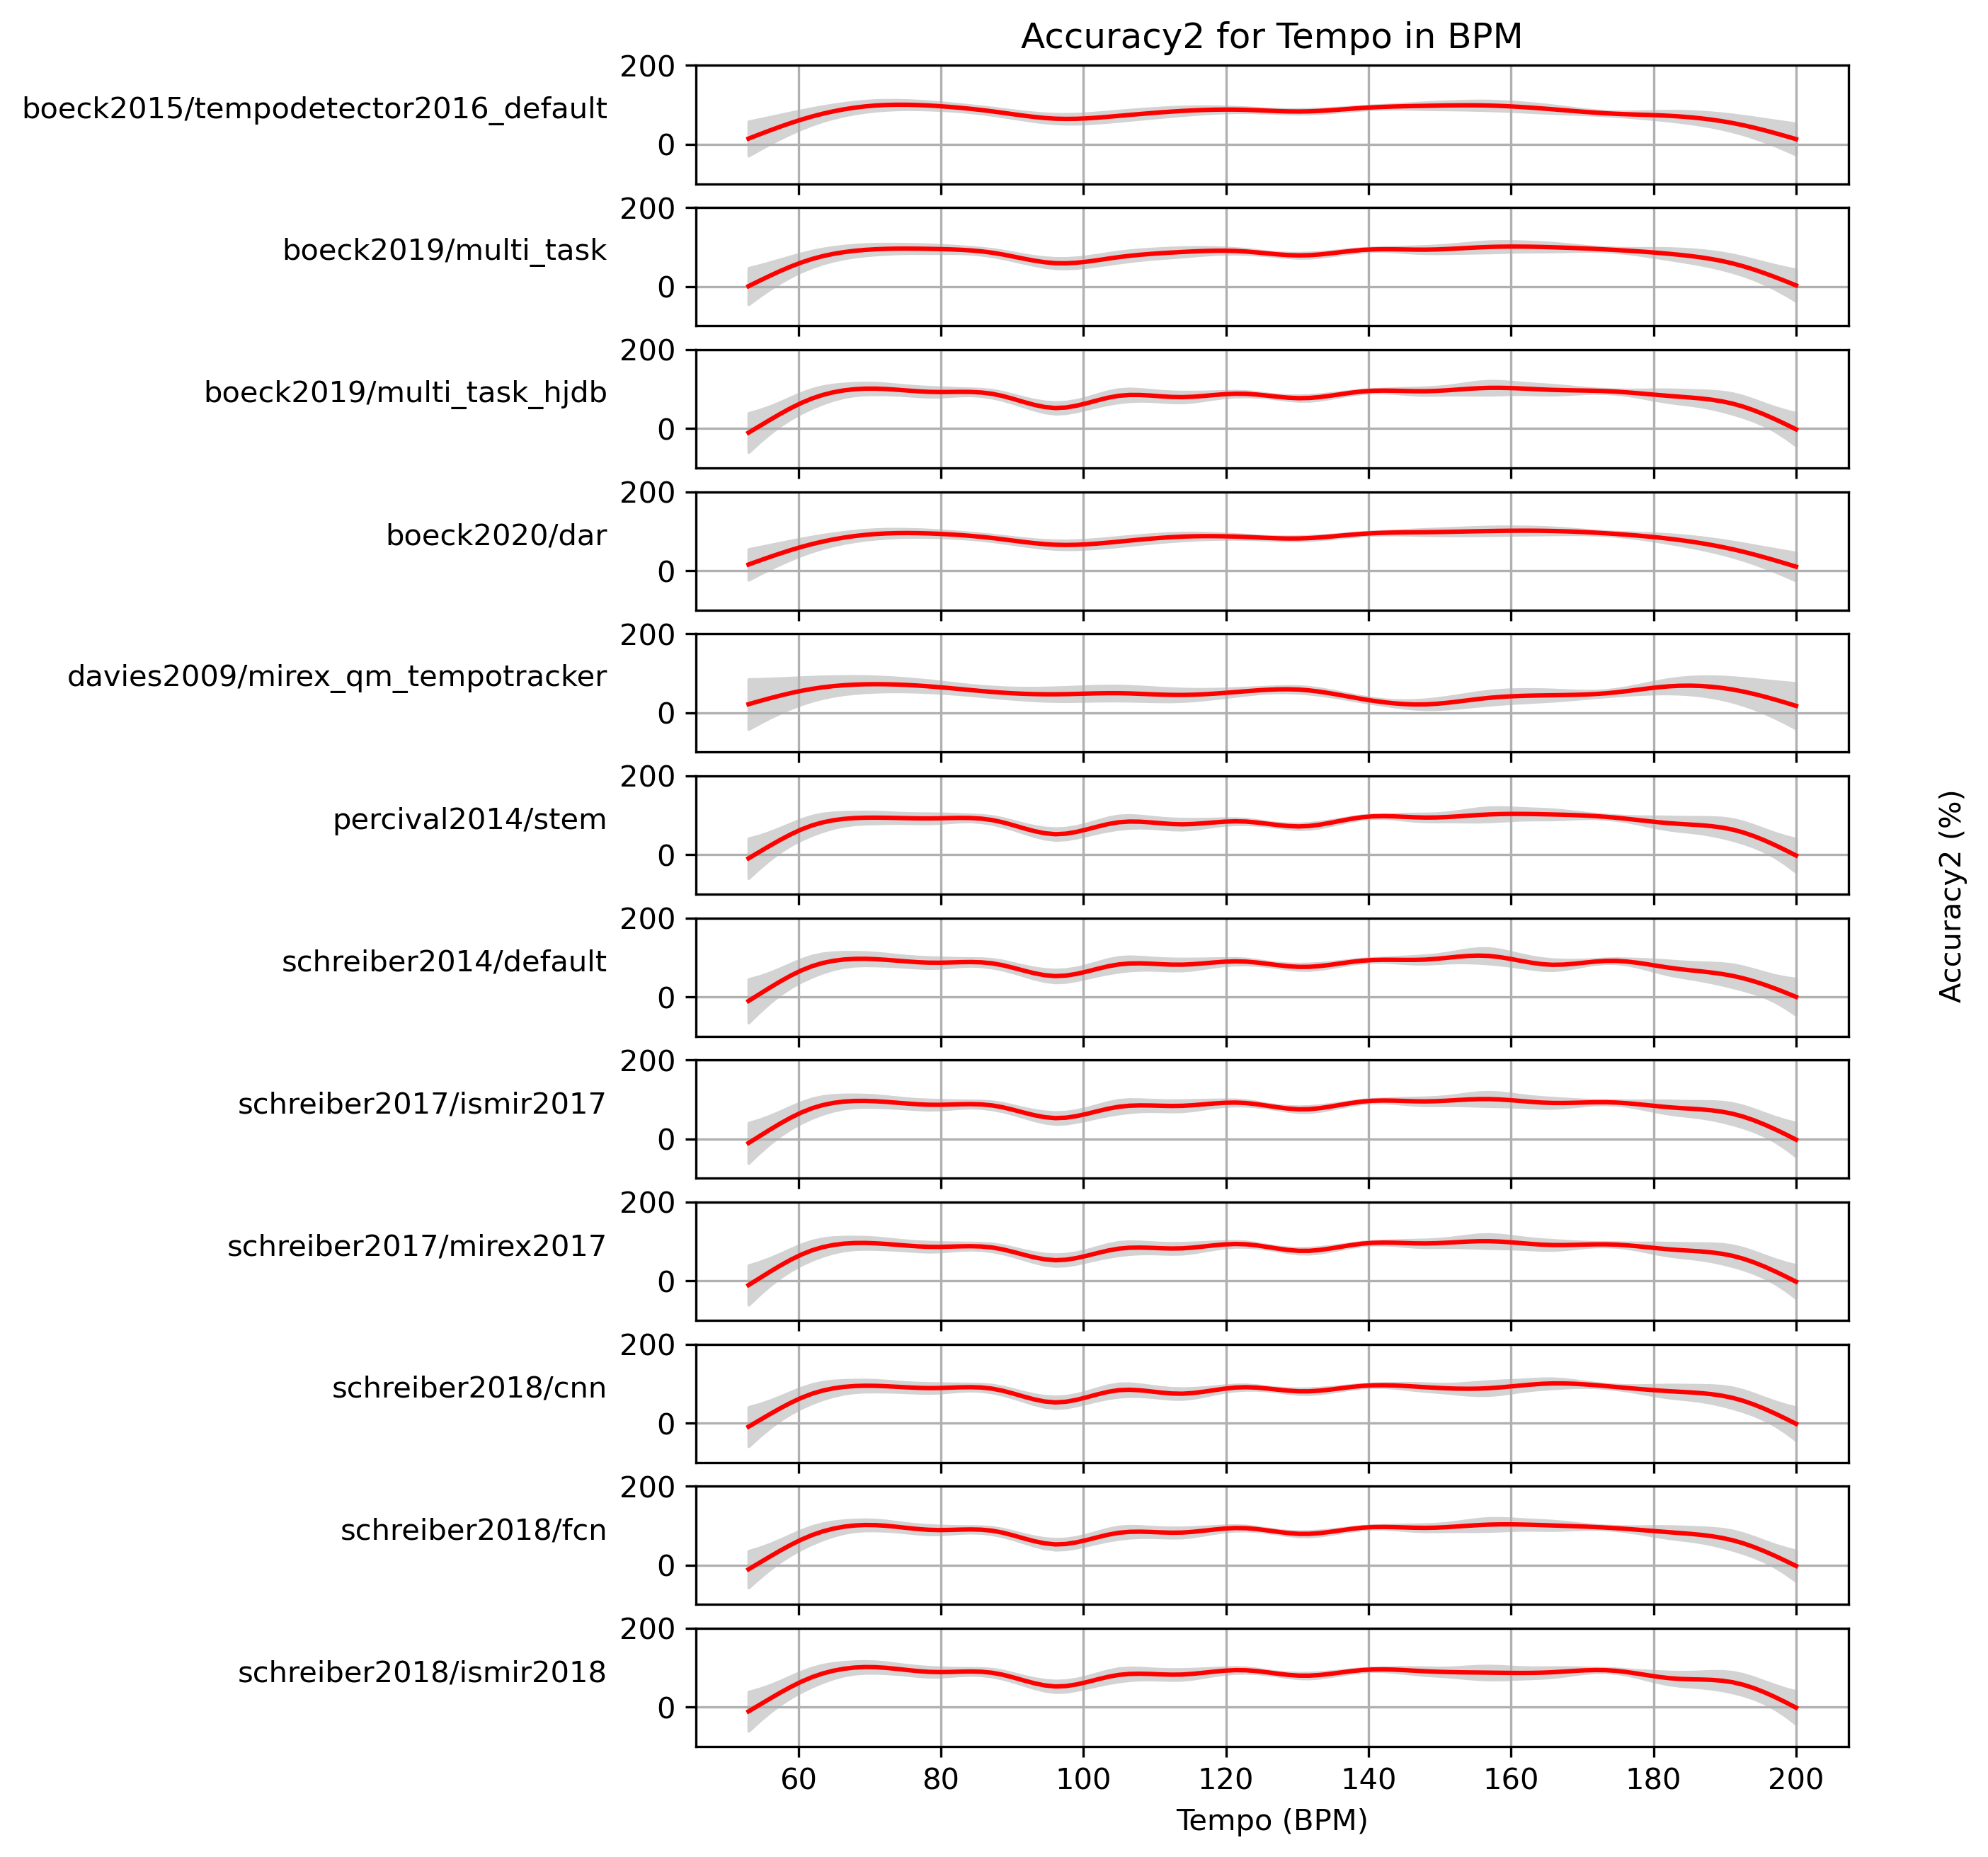 Accuracy2 for Tempo in BPM
200
boeck2015/tempodetector2016_default
0
200
boeck2019/multi_task
0
200
boeck2019/multi_task_hjdb
0
200
boeck2020/dar
0
200
davies2009/mirex_qm_tempotracker
0
200
percival2014/stem
0
200
schreiber2014/default
0
200
schreiber2017/ismir2017
0
200
schreiber2017/mirex2017
0
200
schreiber2018/cnn
0
200
schreiber2018/fcn
0
200
schreiber2018/ismir2018
0
60 80 100 120 140 160 180 200
Tempo (BPM)
Accuracy2 (%)